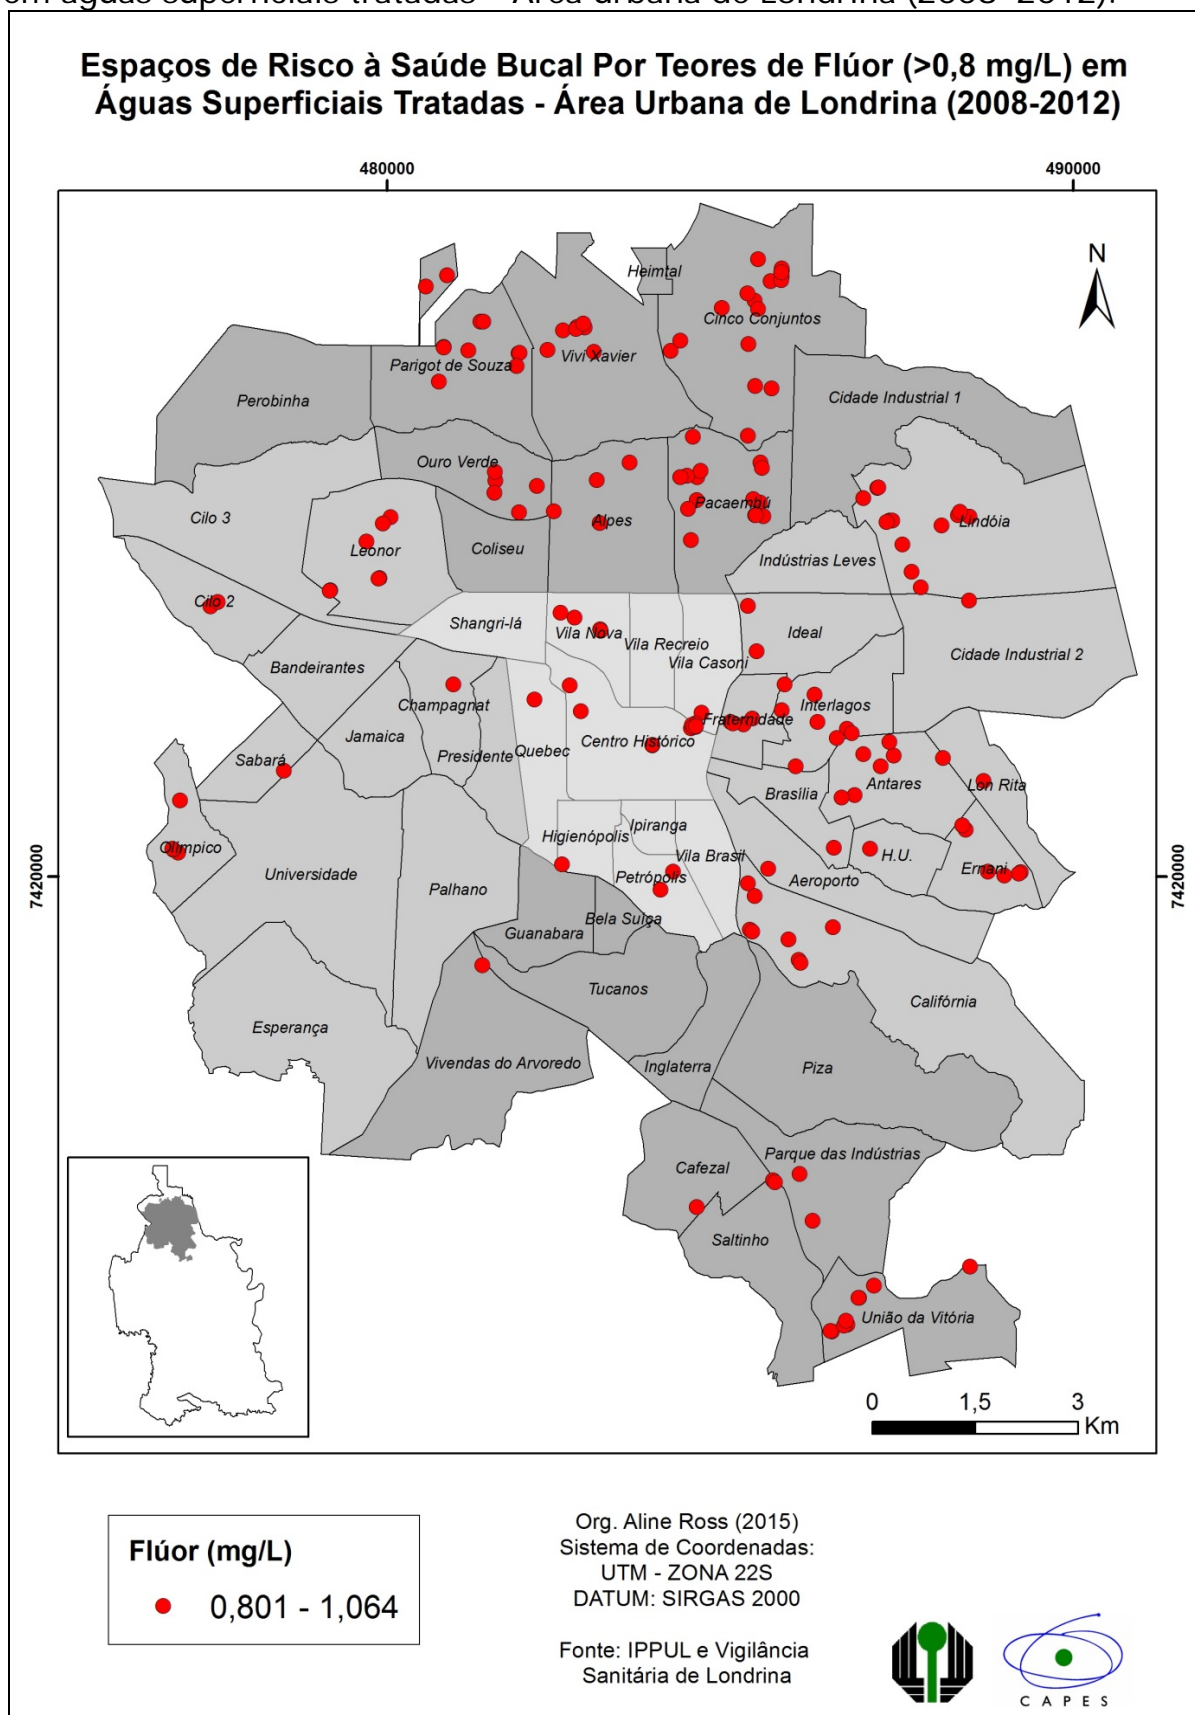 em águas superficiais tratadas – Área urbana de Londrina (2008-2012).
Espaços de Risco à Saúde Bucal Por Teores de Flúor (>0,8 mg/L) em
Águas Superficiais Tratadas - Área Urbana de Londrina (2008-2012)
480000
490000
N
Heimtal
Cinco Conjuntos
Vivi Xavier
Parigot de Souza
Cidade Industrial 1
Perobinha
Ouro Verde
Pacaembú
Cilo 3
Alpes
Lindóia
Leonor
Coliseu
Indústrias Leves
Cilo 2
Shangri-lá
Vila Nova
Ideal
Vila Recreio
Cidade Industrial 2
Vila Casoni
Bandeirantes
Champagnat
Interlagos
Fraternidade
Jamaica
Centro Histórico
Quebec
Presidente
Sabará
Antares
Lon Rita
Brasília
Ipiranga
Higienópolis
Olímpico
H.U.
Vila Brasil
Ernani
Universidade
Petrópolis
Aeroporto
Palhano
7420000
7420000
Bela Suíça
Guanabara
Tucanos
Califórnia
Esperança
Vivendas do Arvoredo
Inglaterra
Piza
Parque das Indústrias
Cafezal
Saltinho
União da Vitória
0 1,5 3
Km
Flúor (mg/L)
0,801 - 1,064
Org. Aline Ross (2015)
Sistema de Coordenadas:
UTM - ZONA 22S
DATUM: SIRGAS 2000
Fonte: IPPUL e Vigilância
Sanitária de Londrina
CAPES